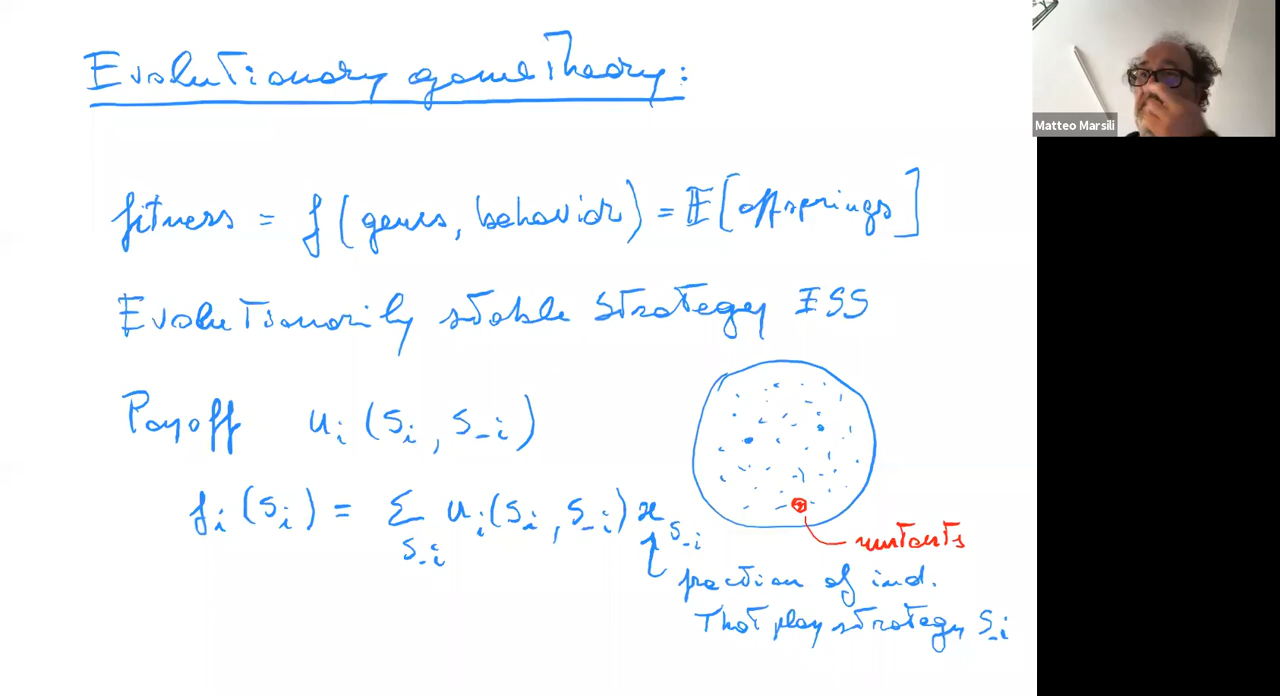 Evolutionary game Theory:
Matteo Marsili
fitness = f (genes, behavior) = 𝔼 [offsprings]
Evolutionarily stable strategy ESS
Payoff u_i (s_i, s_-i)
f_i (s_i) = Σ_{s_-i} u_i (s_i, s_-i) x_{s_-i}
mutants
fraction of ind.
That play strategy s_-i